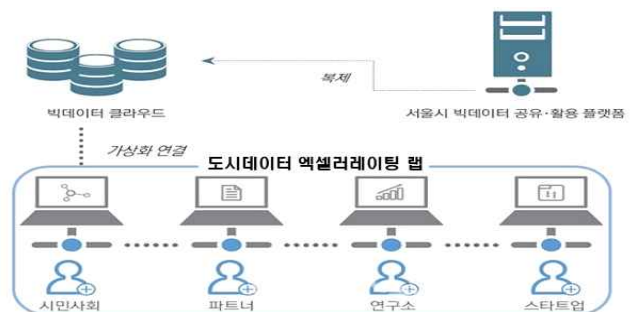 복제
빅데이터 클라우드
서울시 빅데이터 공유·활용 플랫폼
가상화 연결
도시데이터 엑셀러레이팅 랩
시민사회
파트너
연구소
스타트업